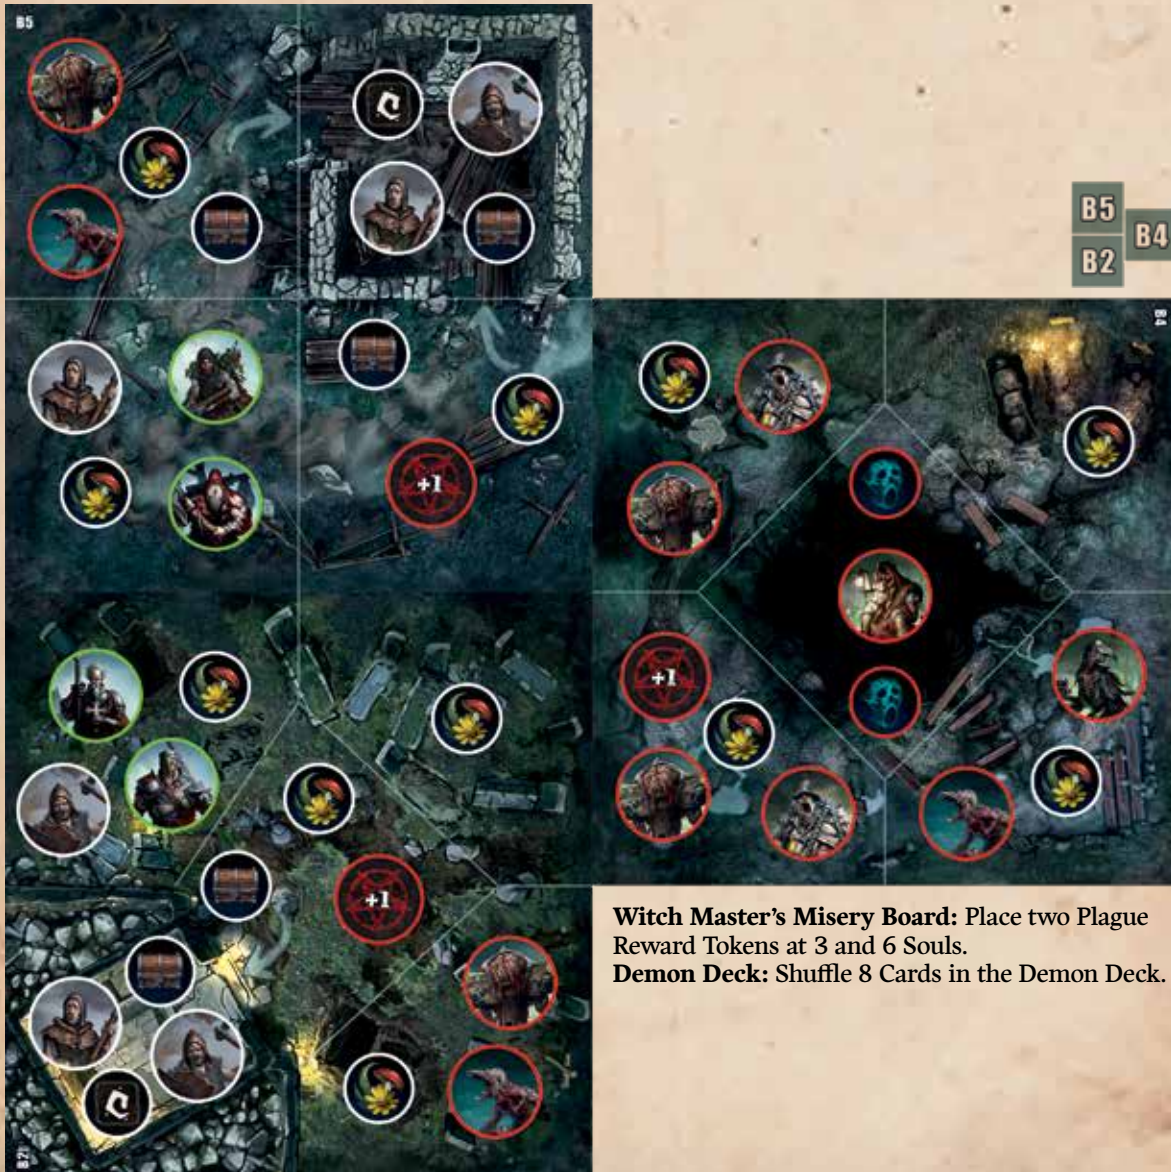 B5
B5
B4
B2
B4
+1
+1
+1
B2
Witch Master's Misery Board: Place two Plague
Reward Tokens at 3 and 6 Souls.
Demon Deck: Shuffle 8 Cards in the Demon Deck.